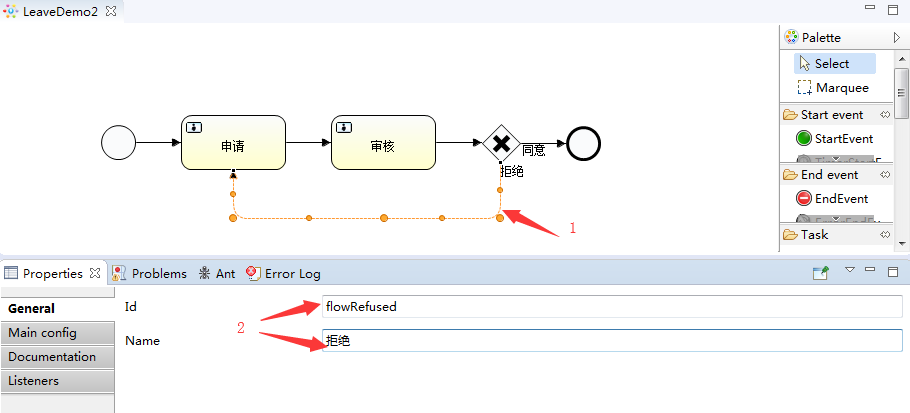 LeaveDemo2
Palette
Select
Marquee
Start event
StartEvent
End event
EndEvent
Task
申请
审核
同意
拒绝
1
Properties
Problems
Ant
Error Log
General
Main config
Documentation
Listeners
Id
flowRefused
2
Name
拒绝